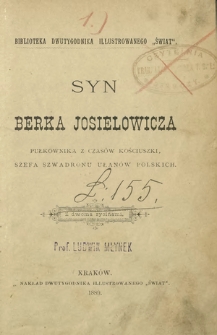 1.)
BIBLIOTEKA DWUTYGODNIKA ILLUSTROWANEGO „ŚWIAT".
SYN
BERKA JOSIELOWICZA
PUŁKOWNIKA Z CZASÓW KOŚCIUSZKI,
SZEFA SZWADRONU UŁANÓW POLSKICH.
Ł. 155.
Z dwoma rycinami.
Prof. LUDWIK MŁYNEK
KRAKÓW.
NAKŁAD DWUTYGODNIKA ILLUSTROWANEGO „ŚWIAT".